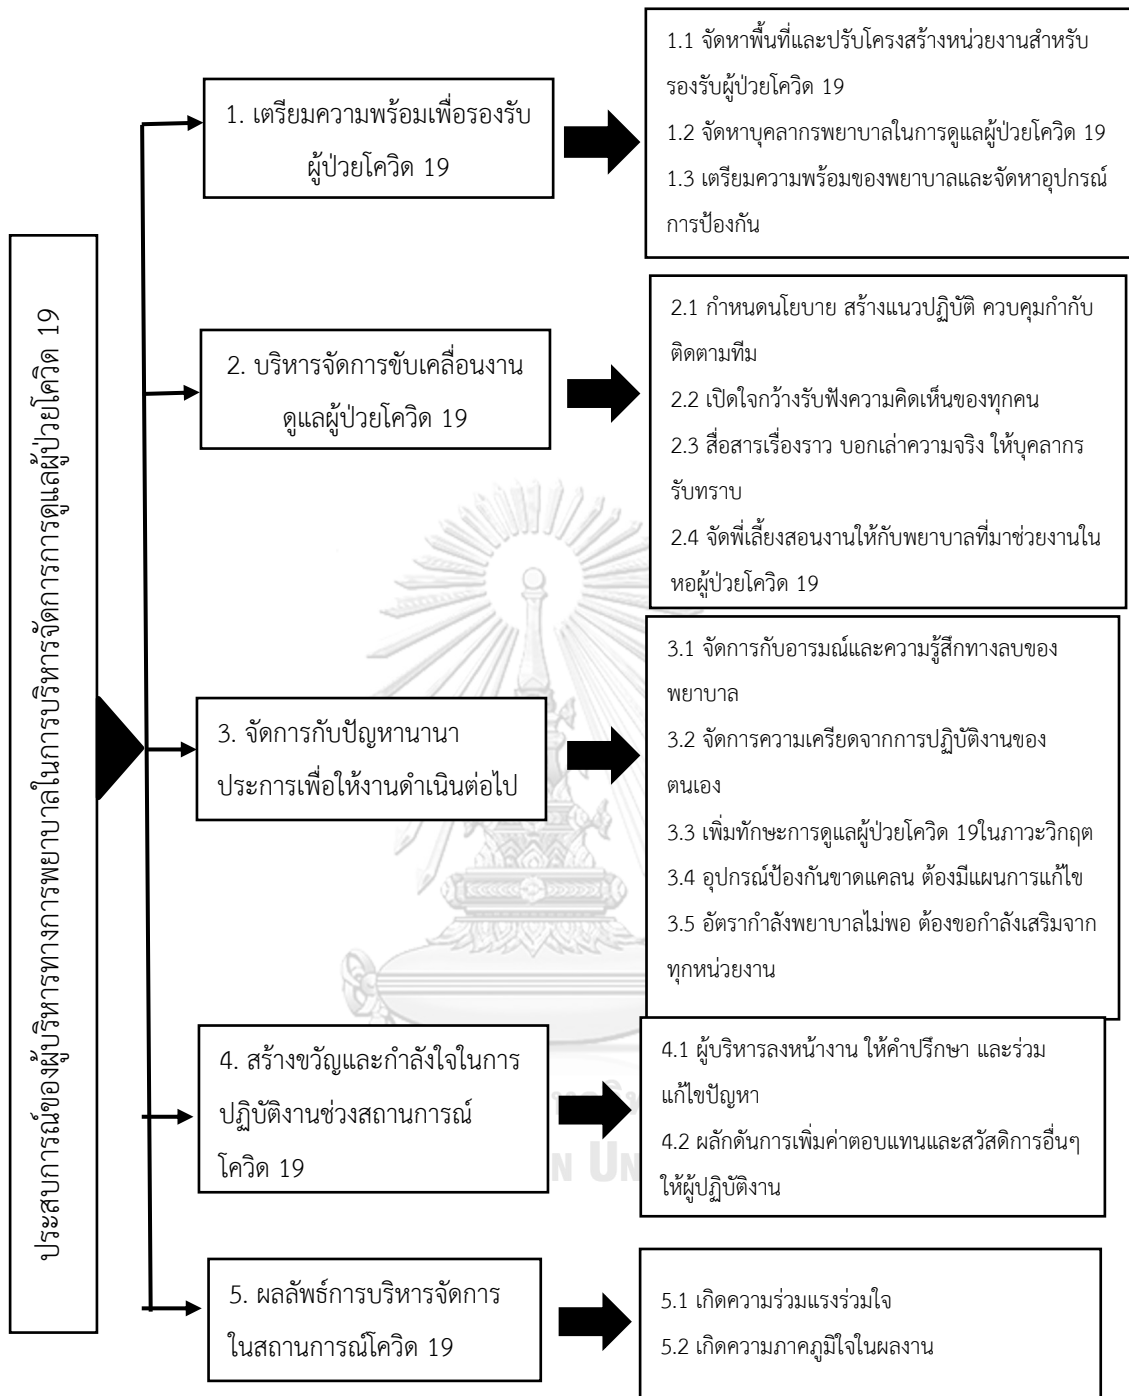 ประสบการณ์ของผู้บริหารทางการพยาบาลในการบริหารจัดการการดูแลผู้ป่วยโควิด 19
1. เตรียมความพร้อมเพื่อรองรับ
ผู้ป่วยโควิด 19
1.1 จัดหาพื้นที่และปรับโครงสร้างหน่วยงานสำหรับ
รองรับผู้ป่วยโควิด 19
1.2 จัดหาบุคลากรพยาบาลในการดูแลผู้ป่วยโควิด 19
1.3 เตรียมความพร้อมของพยาบาลและจัดหาอุปกรณ์
การป้องกัน
2. บริหารจัดการขับเคลื่อนงาน
ดูแลผู้ป่วยโควิด 19
2.1 กำหนดนโยบาย สร้างแนวปฏิบัติ ควบคุมกำกับ
ติดตามทีม
2.2 เปิดใจกว้างรับฟังความคิดเห็นของทุกคน
2.3 สื่อสารเรื่องราว บอกเล่าความจริง ให้บุคลากร
รับทราบ
2.4 จัดพี่เลี้ยงสอนงานให้กับพยาบาลที่มาช่วยงานใน
หอผู้ป่วยโควิด 19
3. จัดการกับปัญหานานา
ประการเพื่อให้งานดำเนินต่อไป
3.1 จัดการกับอารมณ์และความรู้สึกทางลบของ
พยาบาล
3.2 จัดการความเครียดจากการปฏิบัติงานของ
ตนเอง
3.3 เพิ่มทักษะการดูแลผู้ป่วยโควิด 19ในภาวะวิกฤต
3.4 อุปกรณ์ป้องกันขาดแคลน ต้องมีแผนการแก้ไข
3.5 อัตรากำลังพยาบาลไม่พอ ต้องขอกำลังเสริมจาก
ทุกหน่วยงาน
4. สร้างขวัญและกำลังใจในการ
ปฏิบัติงานช่วงสถานการณ์
โควิด 19
4.1 ผู้บริหารลงหน้างาน ให้คำปรึกษา และร่วม
แก้ไขปัญหา
4.2 ผลักดันการเพิ่มค่าตอบแทนและสวัสดิการอื่นๆ
ให้ผู้ปฏิบัติงาน
5. ผลลัพธ์การบริหารจัดการ
ในสถานการณ์โควิด 19
5.1 เกิดความร่วมแรงร่วมใจ
5.2 เกิดความภาคภูมิใจในผลงาน